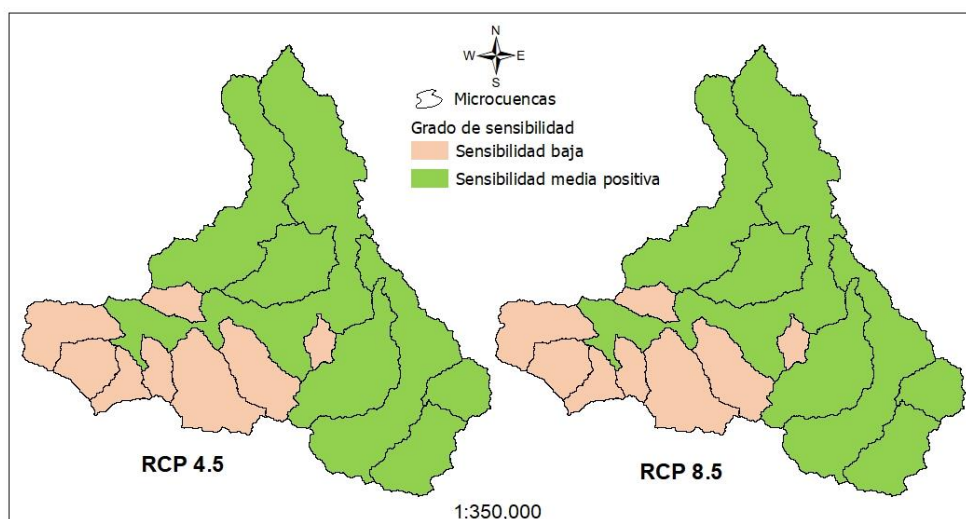 N
W E
S
Microcuencas
Grado de sensibilidad
Sensibilidad baja
Sensibilidad media positiva
RCP 4.5
RCP 8.5
1:350,000